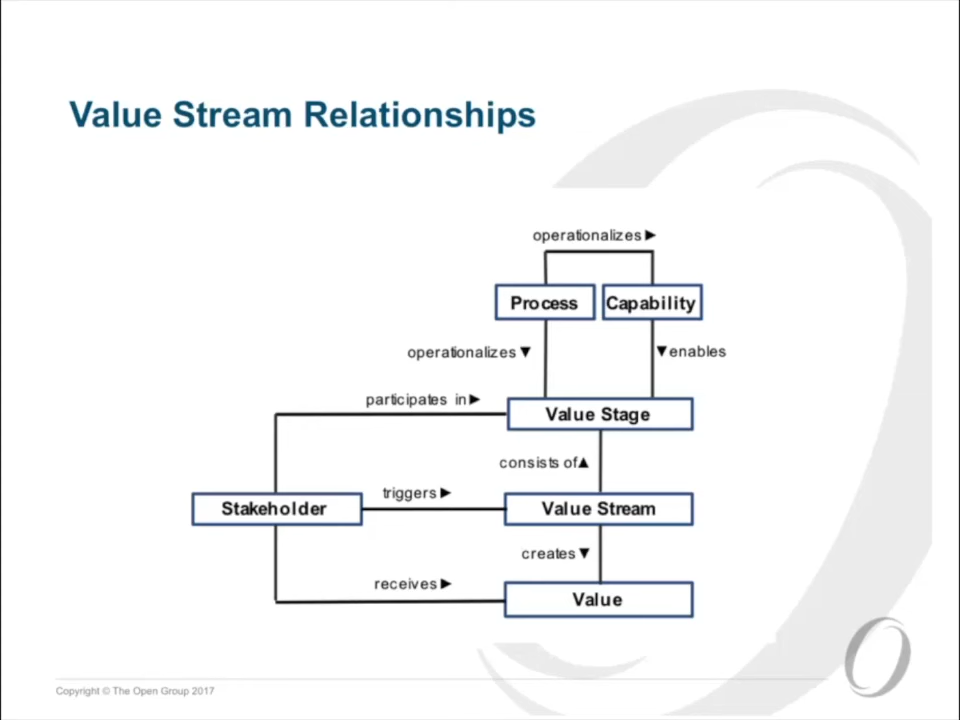 Value Stream Relationships
operationalizes ►
Process
Capability
operationalizes ▼
▼ enables
participates in ►
Value Stage
consists of ▲
triggers ►
Stakeholder
Value Stream
creates ▼
receives ►
Value
Copyright © The Open Group 2017